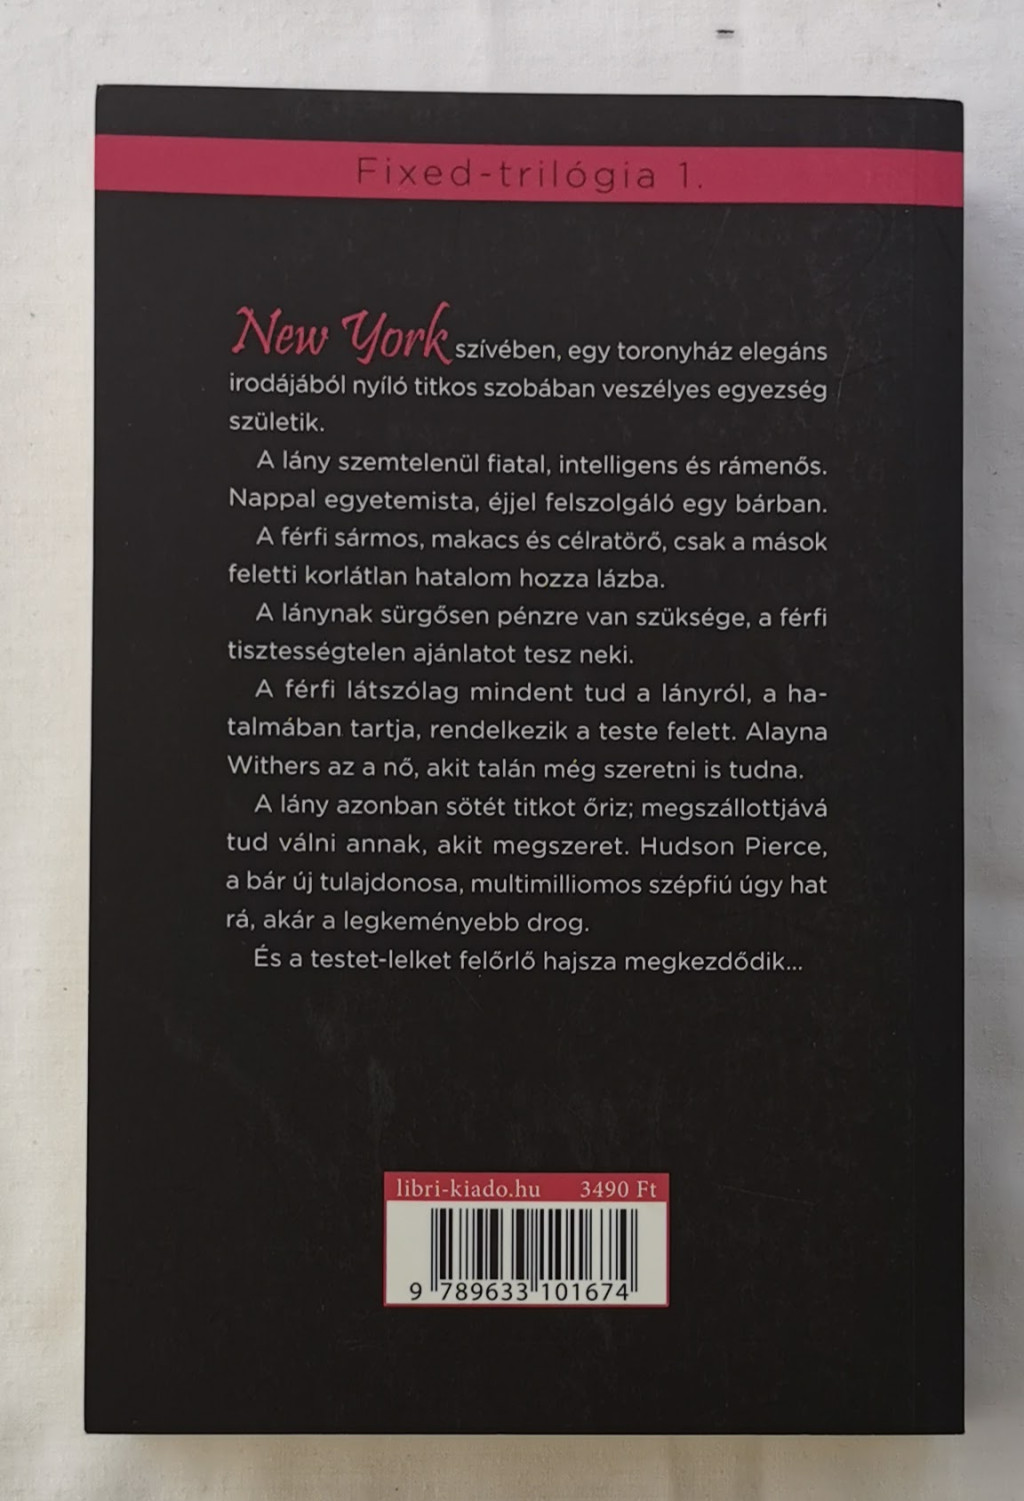 Fixed-trilógia 1.
New York szívében, egy toronyház elegáns
irodájából nyíló titkos szobában veszélyes egyezség
születik.
A lány szemtelenül fiatal, intelligens és rámenős.
Nappal egyetemista, éjjel felszolgáló egy bárban.
A férfi sármos, makacs és célratörő, csak a mások
feletti korlátlan hatalom hozza lázba.
A lánynak sürgősen pénzre van szüksége, a férfi
tisztességtelen ajánlatot tesz neki.
A férfi látszólag mindent tud a lányról, a ha-
talmában tartja, rendelkezik a teste felett. Alayna
Withers az a nő, akit talán még szeretni is tudna.
A lány azonban sötét titkot őriz; megszállottjává
tud válni annak, akit megszeret. Hudson Pierce,
a bár új tulajdonosa, multimilliomos szépfiú úgy hat
rá, akár a legkeményebb drog.
És a testet-lelket felőrlő hajsza megkezdődik...
libri-kiado.hu 3490 Ft
9 789633 101674